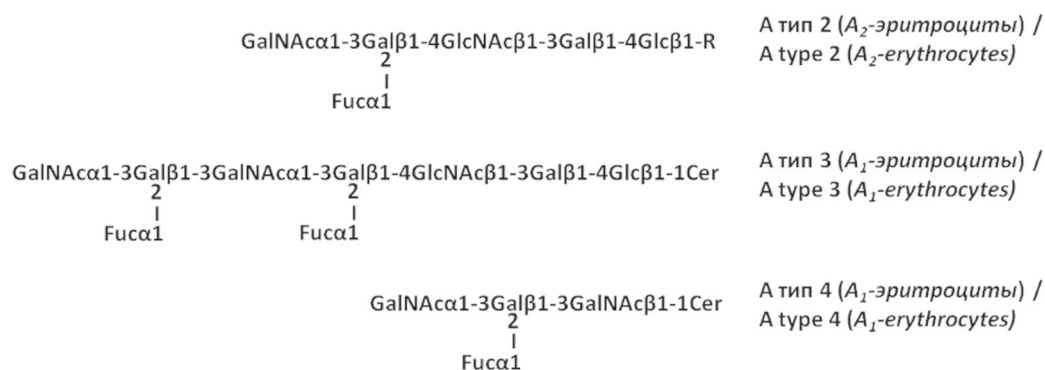 GalNAcα1-3Galβ1-4GlcNAcβ1-3Galβ1-4Glcβ1-R
2
Fucα1
А тип 2 (A₂-эритроциты) /
A type 2 (A₂-erythrocytes)
GalNAcα1-3Galβ1-3GalNAcα1-3Galβ1-4GlcNAcβ1-3Galβ1-4Glcβ1-1Cer
2 2
Fucα1 Fucα1
А тип 3 (A₁-эритроциты) /
A type 3 (A₁-erythrocytes)
GalNAcα1-3Galβ1-3GalNAcβ1-1Cer
2
Fucα1
А тип 4 (A₁-эритроциты) /
A type 4 (A₁-erythrocytes)